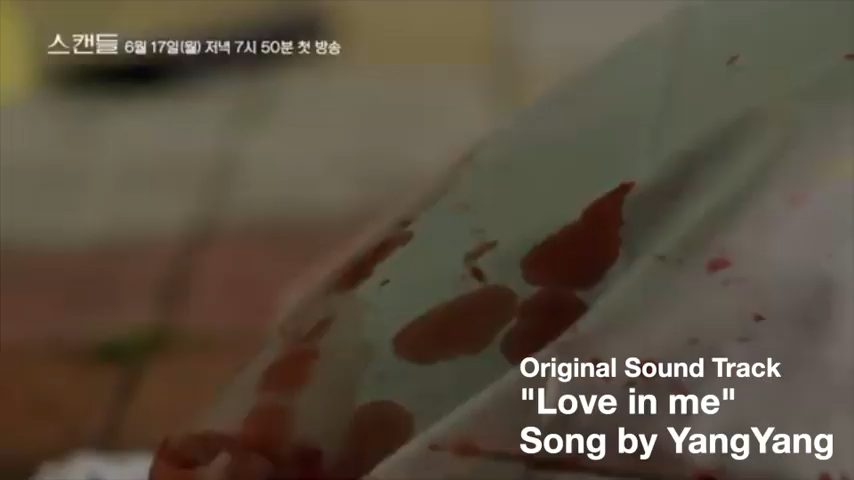 스캔들 6월 17일(월) 저녁 7시 50분 첫 방송
Original Sound Track
"Love in me"
Song by YangYang